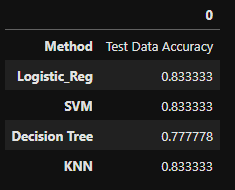 0
Method Test Data Accuracy
Logistic_Reg 0.833333
SVM 0.833333
Decision Tree 0.777778
KNN 0.833333